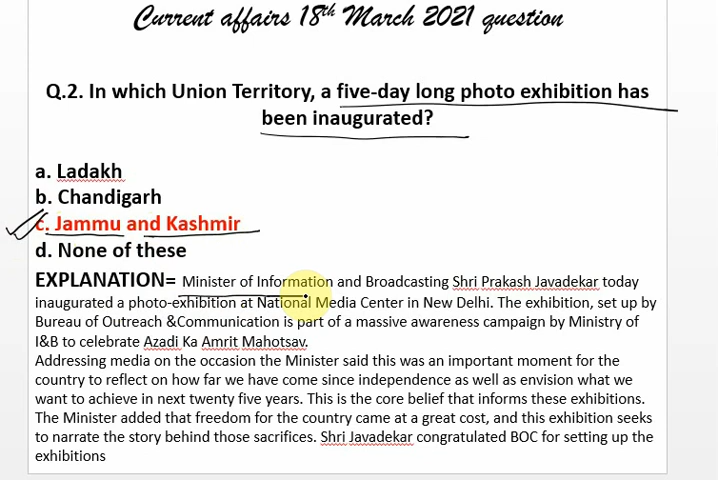 Current affairs 18th March 2021 question
Q.2. In which Union Territory, a five-day long photo exhibition has
been inaugurated?
a. Ladakh
b. Chandigarh
c. Jammu and Kashmir
d. None of these
EXPLANATION= Minister of Information and Broadcasting Shri Prakash Javadekar today
inaugurated a photo-exhibition at National Media Center in New Delhi. The exhibition, set up by
Bureau of Outreach &Communication is part of a massive awareness campaign by Ministry of
I&B to celebrate Azadi Ka Amrit Mahotsav.
Addressing media on the occasion the Minister said this was an important moment for the
country to reflect on how far we have come since independence as well as envision what we
want to achieve in next twenty five years. This is the core belief that informs these exhibitions.
The Minister added that freedom for the country came at a great cost, and this exhibition seeks
to narrate the story behind those sacrifices. Shri Javadekar congratulated BOC for setting up the
exhibitions